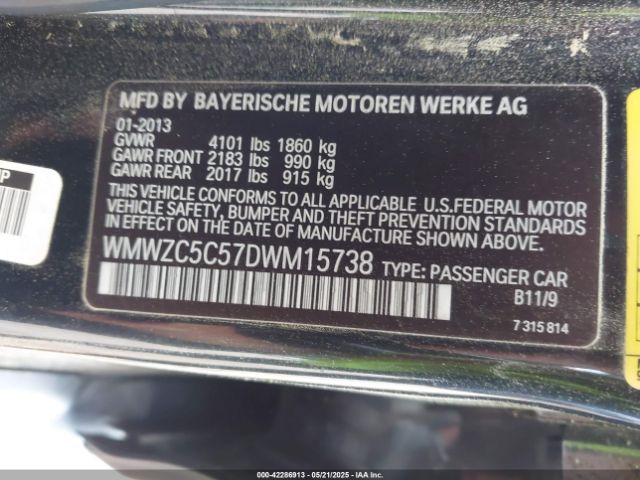 MFD BY BAYERISCHE MOTOREN WERKE AG
01-2013
GVWR 4101 lbs 1860 kg
GAWR FRONT 2183 lbs 990 kg
GAWR REAR 2017 lbs 915 kg
THIS VEHICLE CONFORMS TO ALL APPLICABLE U.S.FEDERAL MOTOR
VEHICLE SAFETY, BUMPER AND THEFT PREVENTION STANDARDS
IN EFFECT ON THE DATE OF MANUFACTURE SHOWN ABOVE.
WMWZC5C57DWM15738 TYPE: PASSENGER CAR
B11/9
7 315 814
000-42286913 - 05/21/2025 - IAAI.COM